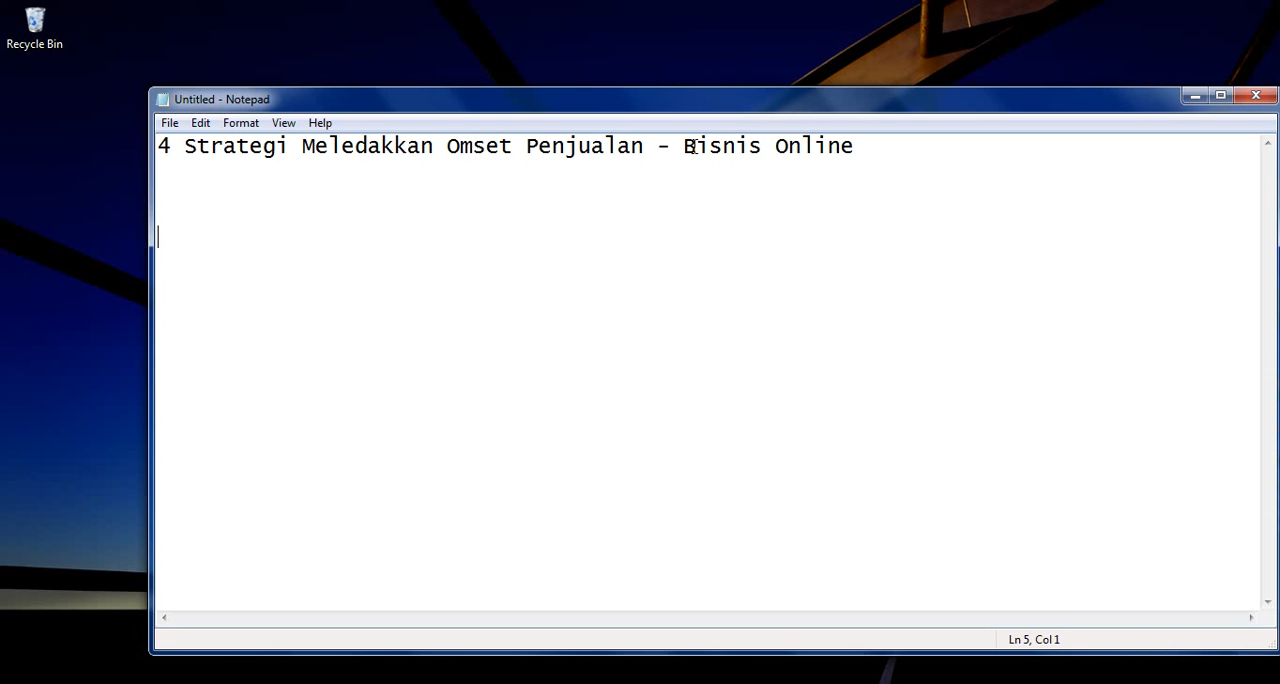 Recycle Bin
Untitled - Notepad
File Edit Format View Help
4 Strategi Meledakkan Omset Penjualan - Bisnis Online
Ln 5, Col 1